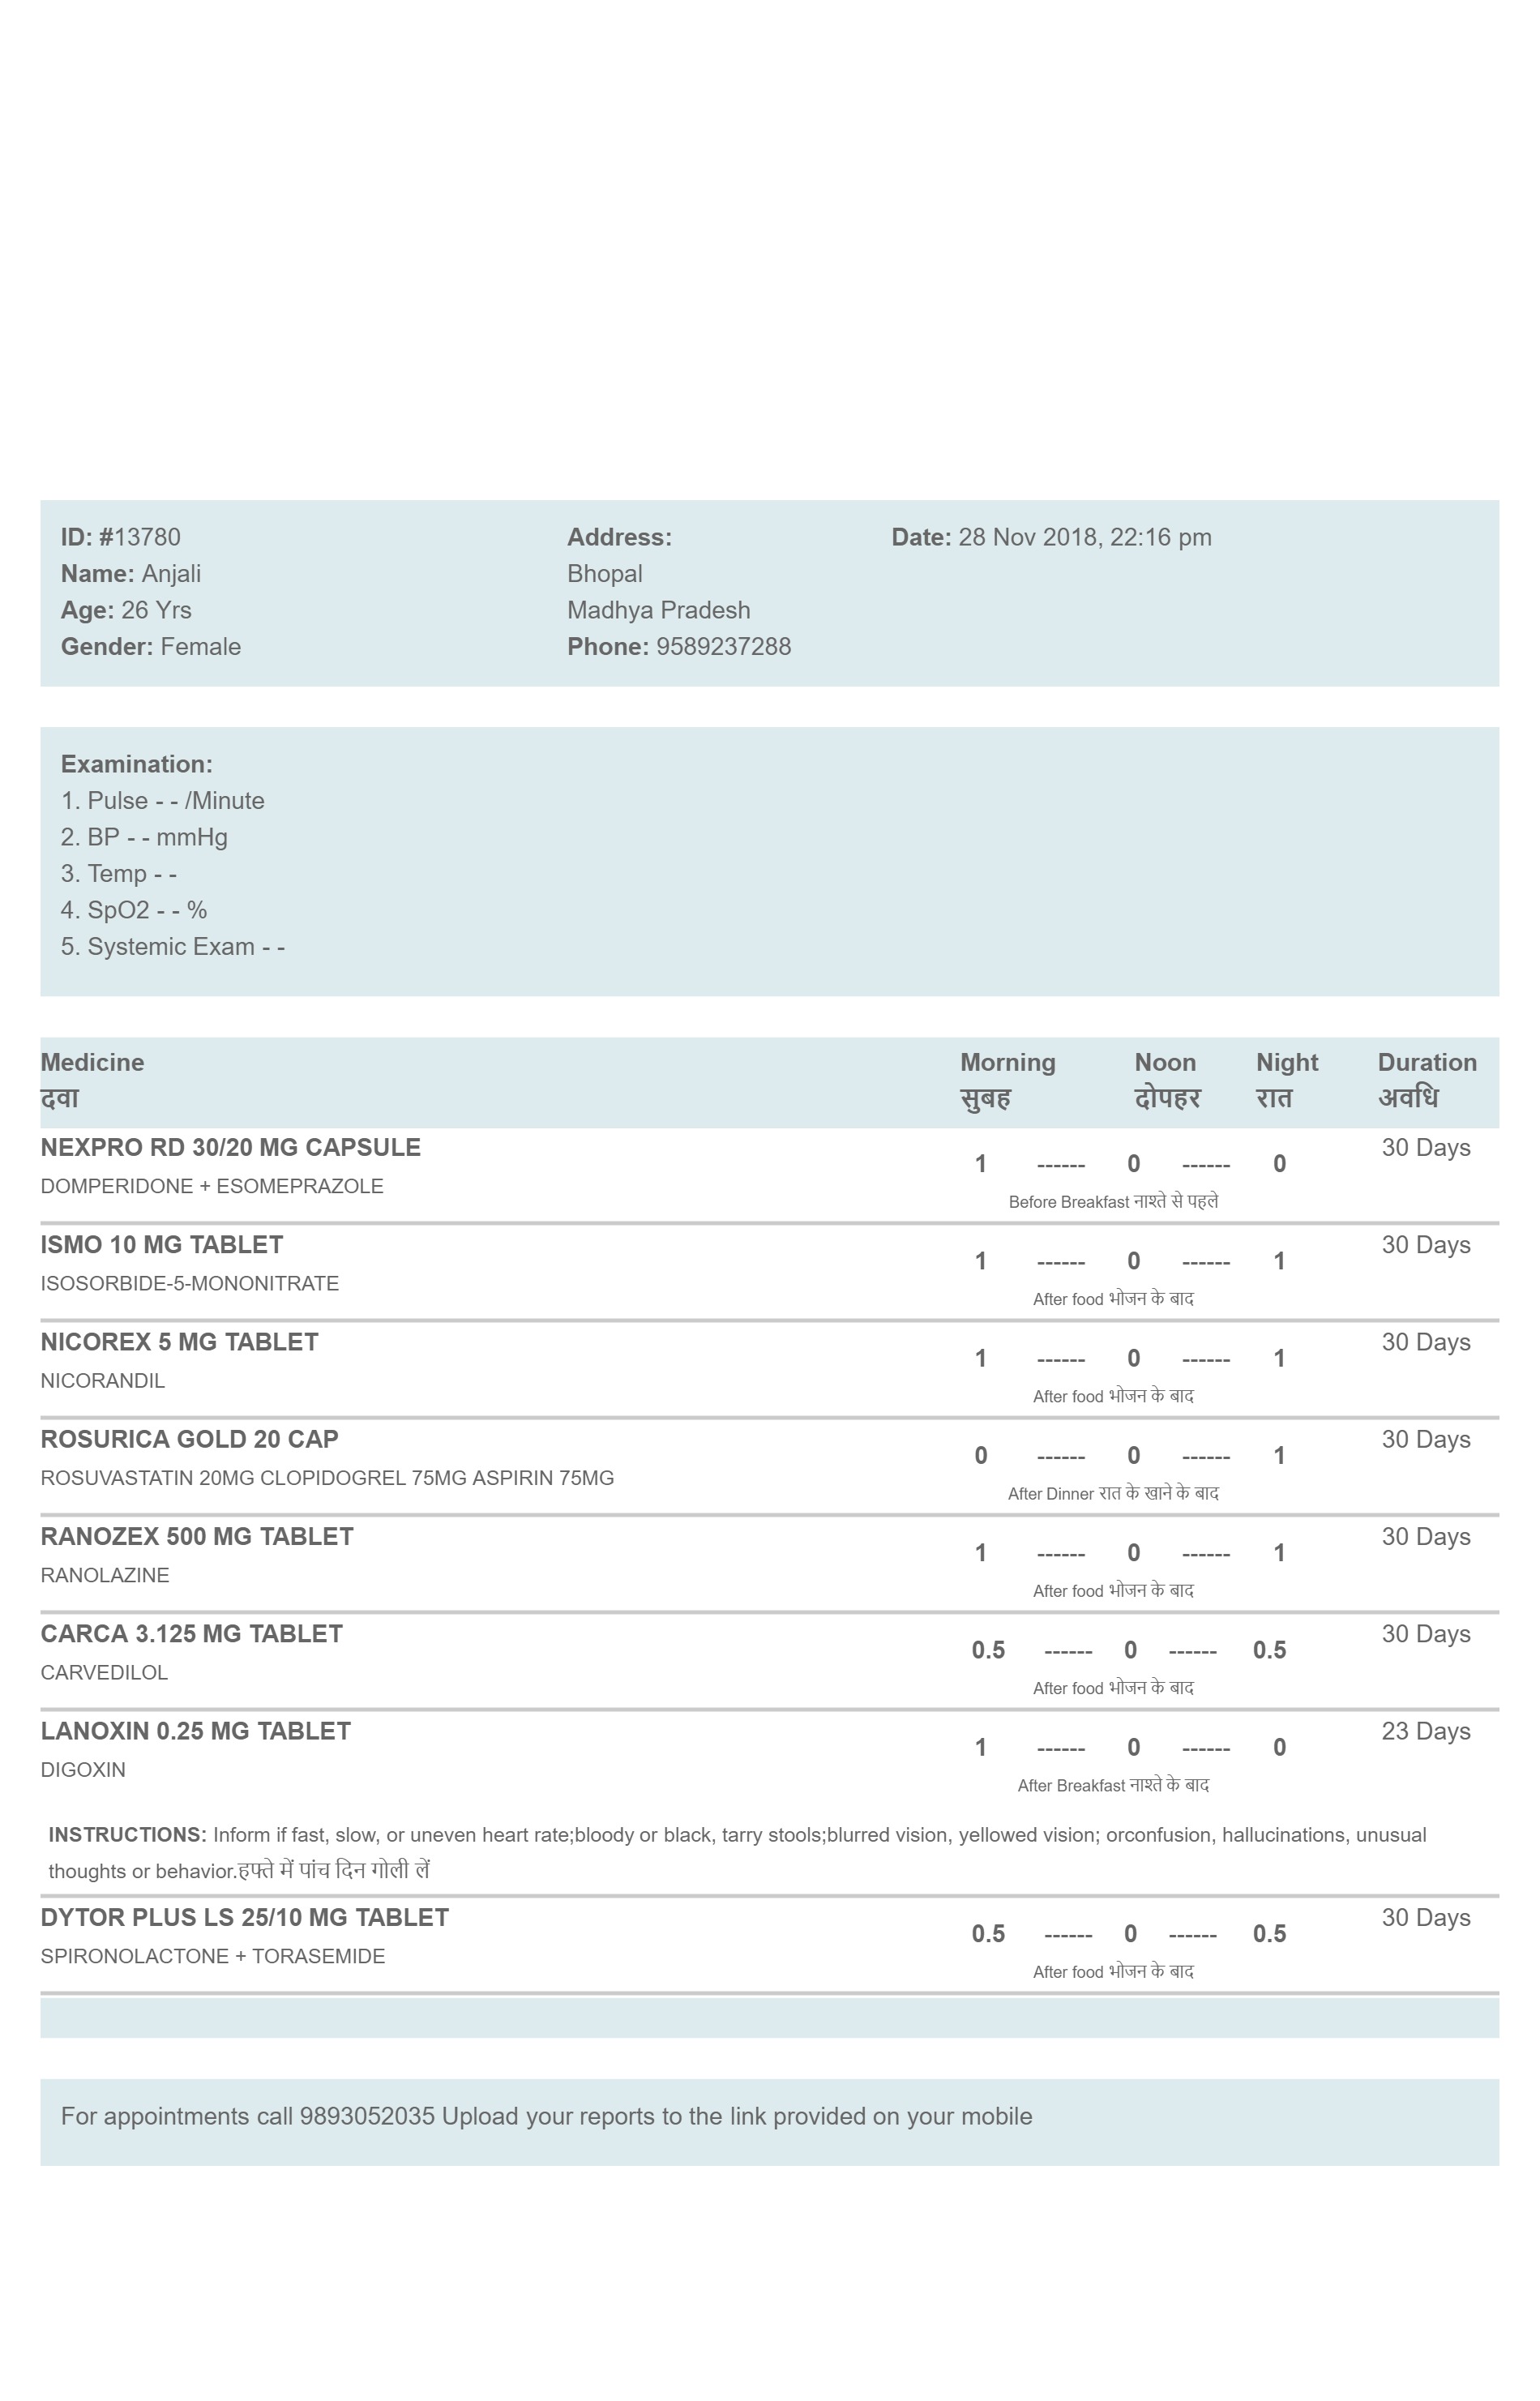 ID: #13780
Name: Anjali
Age: 26 Yrs
Gender: Female
Address:
Bhopal
Madhya Pradesh
Phone: 9589237288
Date: 28 Nov 2018, 22:16 pm
Examination:
1. Pulse - - /Minute
2. BP - - mmHg
3. Temp - -
4. SpO2 - - %
5. Systemic Exam - -
Medicine Morning Noon Night Duration
दवा सुबह दोपहर रात अवधि
NEXPRO RD 30/20 MG CAPSULE 30 Days
1 ------ 0 ------ 0
DOMPERIDONE + ESOMEPRAZOLE
Before Breakfast नाश्ते से पहले
ISMO 10 MG TABLET 30 Days
1 ------ 0 ------ 1
ISOSORBIDE-5-MONONITRATE
After food भोजन के बाद
NICOREX 5 MG TABLET 30 Days
1 ------ 0 ------ 1
NICORANDIL
After food भोजन के बाद
ROSURICA GOLD 20 CAP 30 Days
0 ------ 0 ------ 1
ROSUVASTATIN 20MG CLOPIDOGREL 75MG ASPIRIN 75MG
After Dinner रात के खाने के बाद
RANOZEX 500 MG TABLET 30 Days
1 ------ 0 ------ 1
RANOLAZINE
After food भोजन के बाद
CARCA 3.125 MG TABLET 30 Days
0.5 ------ 0 ------ 0.5
CARVEDILOL
After food भोजन के बाद
LANOXIN 0.25 MG TABLET 23 Days
1 ------ 0 ------ 0
DIGOXIN
After Breakfast नाश्ते के बाद
INSTRUCTIONS: Inform if fast, slow, or uneven heart rate;bloody or black, tarry stools;blurred vision, yellowed vision; orconfusion, hallucinations, unusual
thoughts or behavior.हफ्ते में पांच दिन गोली लें
DYTOR PLUS LS 25/10 MG TABLET 30 Days
0.5 ------ 0 ------ 0.5
SPIRONOLACTONE + TORASEMIDE
After food भोजन के बाद
For appointments call 9893052035 Upload your reports to the link provided on your mobile